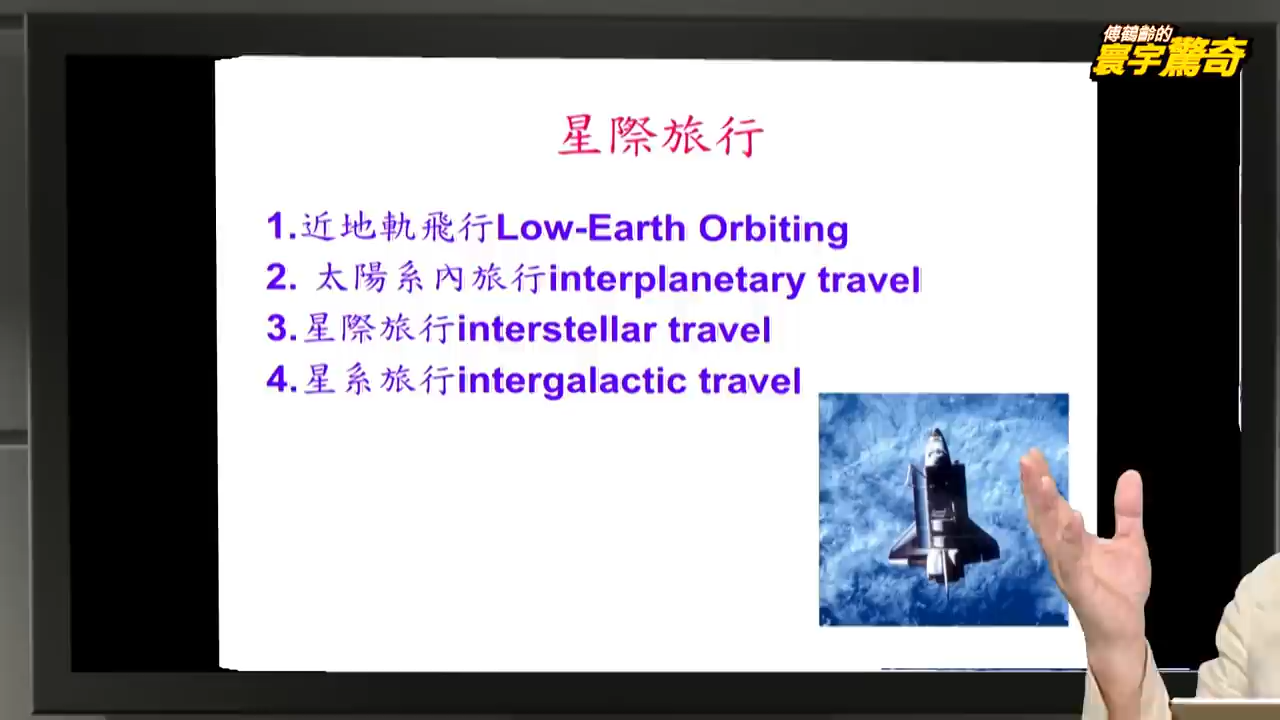 傅鶴齡的
寰宇驚奇
星際旅行
1.近地軌飛行Low-Earth Orbiting
2. 太陽系內旅行interplanetary travel
3.星際旅行interstellar travel
4.星系旅行intergalactic travel